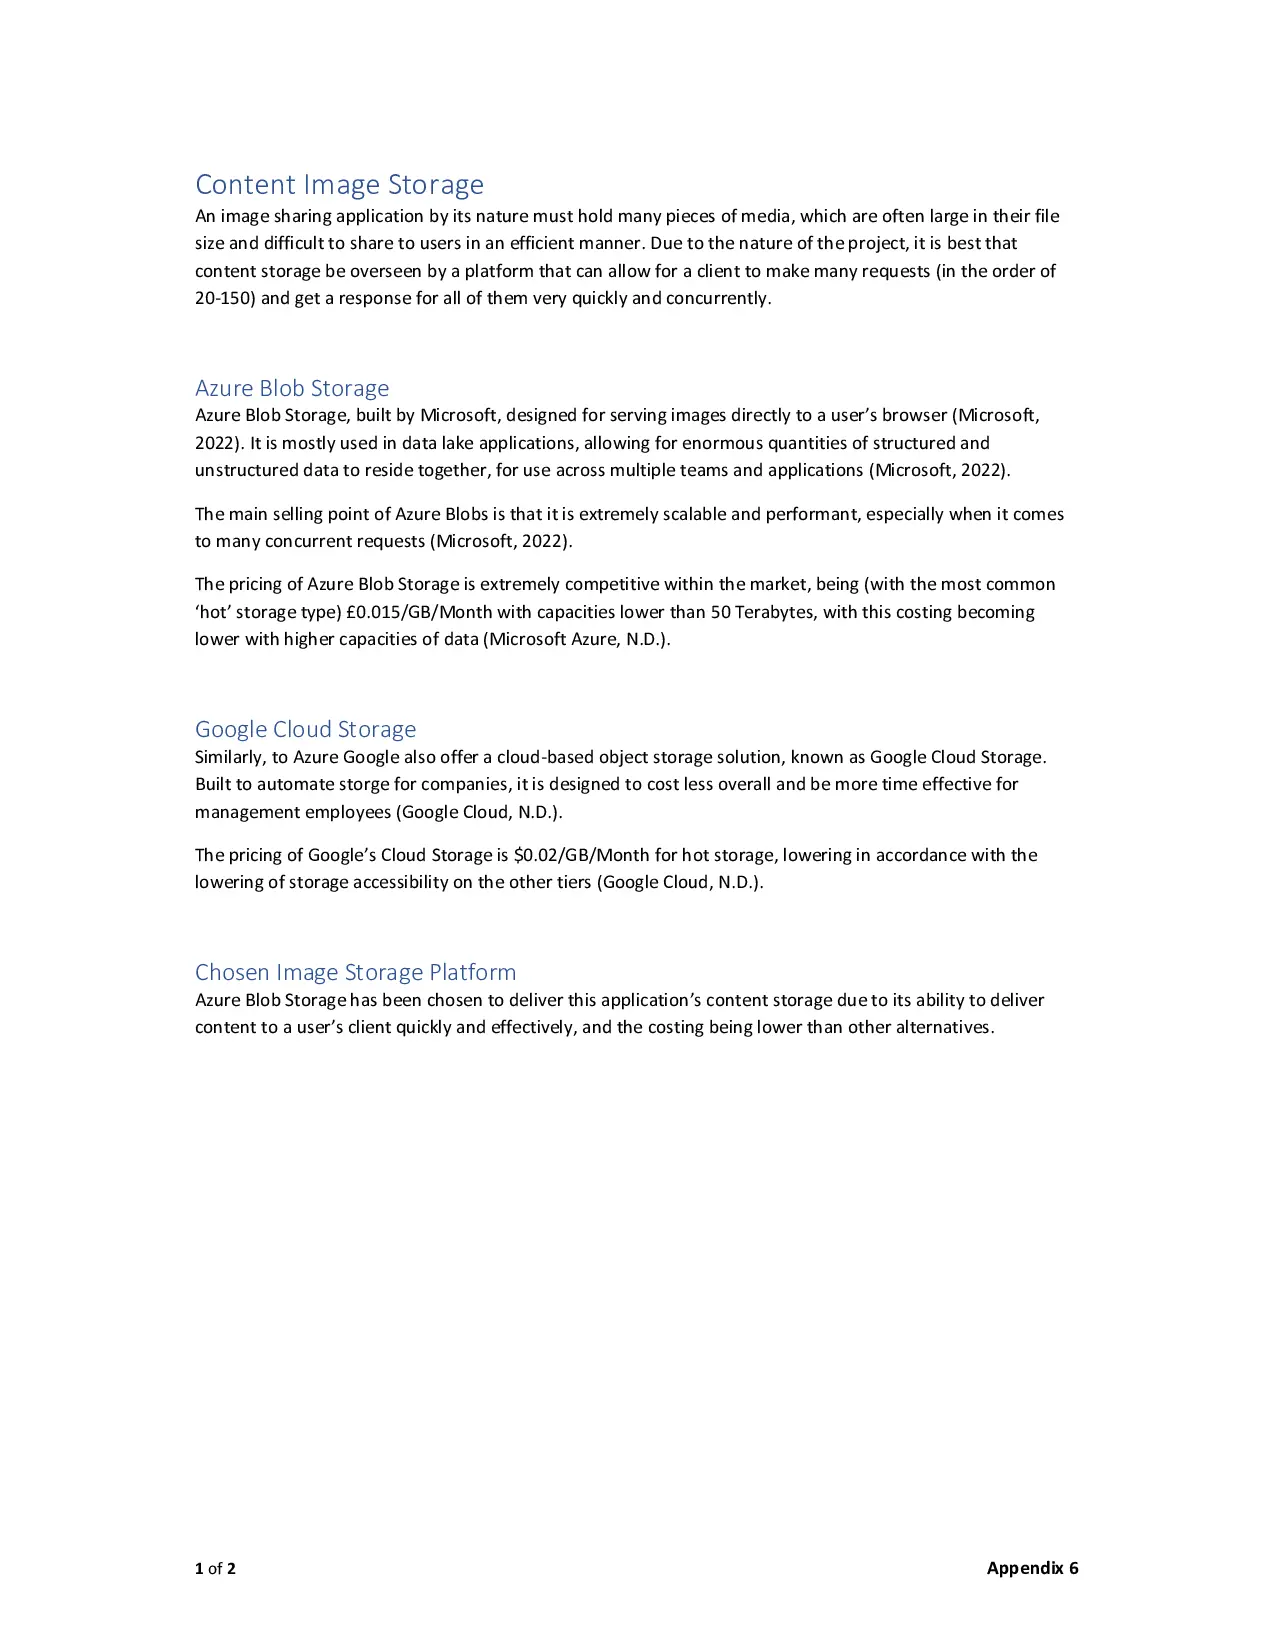 Content Image Storage
An image sharing application by its nature must hold many pieces of media, which are often large in their file
size and difficult to share to users in an efficient manner. Due to the nature of the project, it is best that
content storage be overseen by a platform that can allow for a client to make many requests (in the order of
20-150) and get a response for all of them very quickly and concurrently.
Azure Blob Storage
Azure Blob Storage, built by Microsoft, designed for serving images directly to a user’s browser (Microsoft,
2022). It is mostly used in data lake applications, allowing for enormous quantities of structured and
unstructured data to reside together, for use across multiple teams and applications (Microsoft, 2022).
The main selling point of Azure Blobs is that it is extremely scalable and performant, especially when it comes
to many concurrent requests (Microsoft, 2022).
The pricing of Azure Blob Storage is extremely competitive within the market, being (with the most common
‘hot’ storage type) £0.015/GB/Month with capacities lower than 50 Terabytes, with this costing becoming
lower with higher capacities of data (Microsoft Azure, N.D.).
Google Cloud Storage
Similarly, to Azure Google also offer a cloud-based object storage solution, known as Google Cloud Storage.
Built to automate storge for companies, it is designed to cost less overall and be more time effective for
management employees (Google Cloud, N.D.).
The pricing of Google’s Cloud Storage is $0.02/GB/Month for hot storage, lowering in accordance with the
lowering of storage accessibility on the other tiers (Google Cloud, N.D.).
Chosen Image Storage Platform
Azure Blob Storage has been chosen to deliver this application’s content storage due to its ability to deliver
content to a user’s client quickly and effectively, and the costing being lower than other alternatives.
1 of 2 Appendix 6